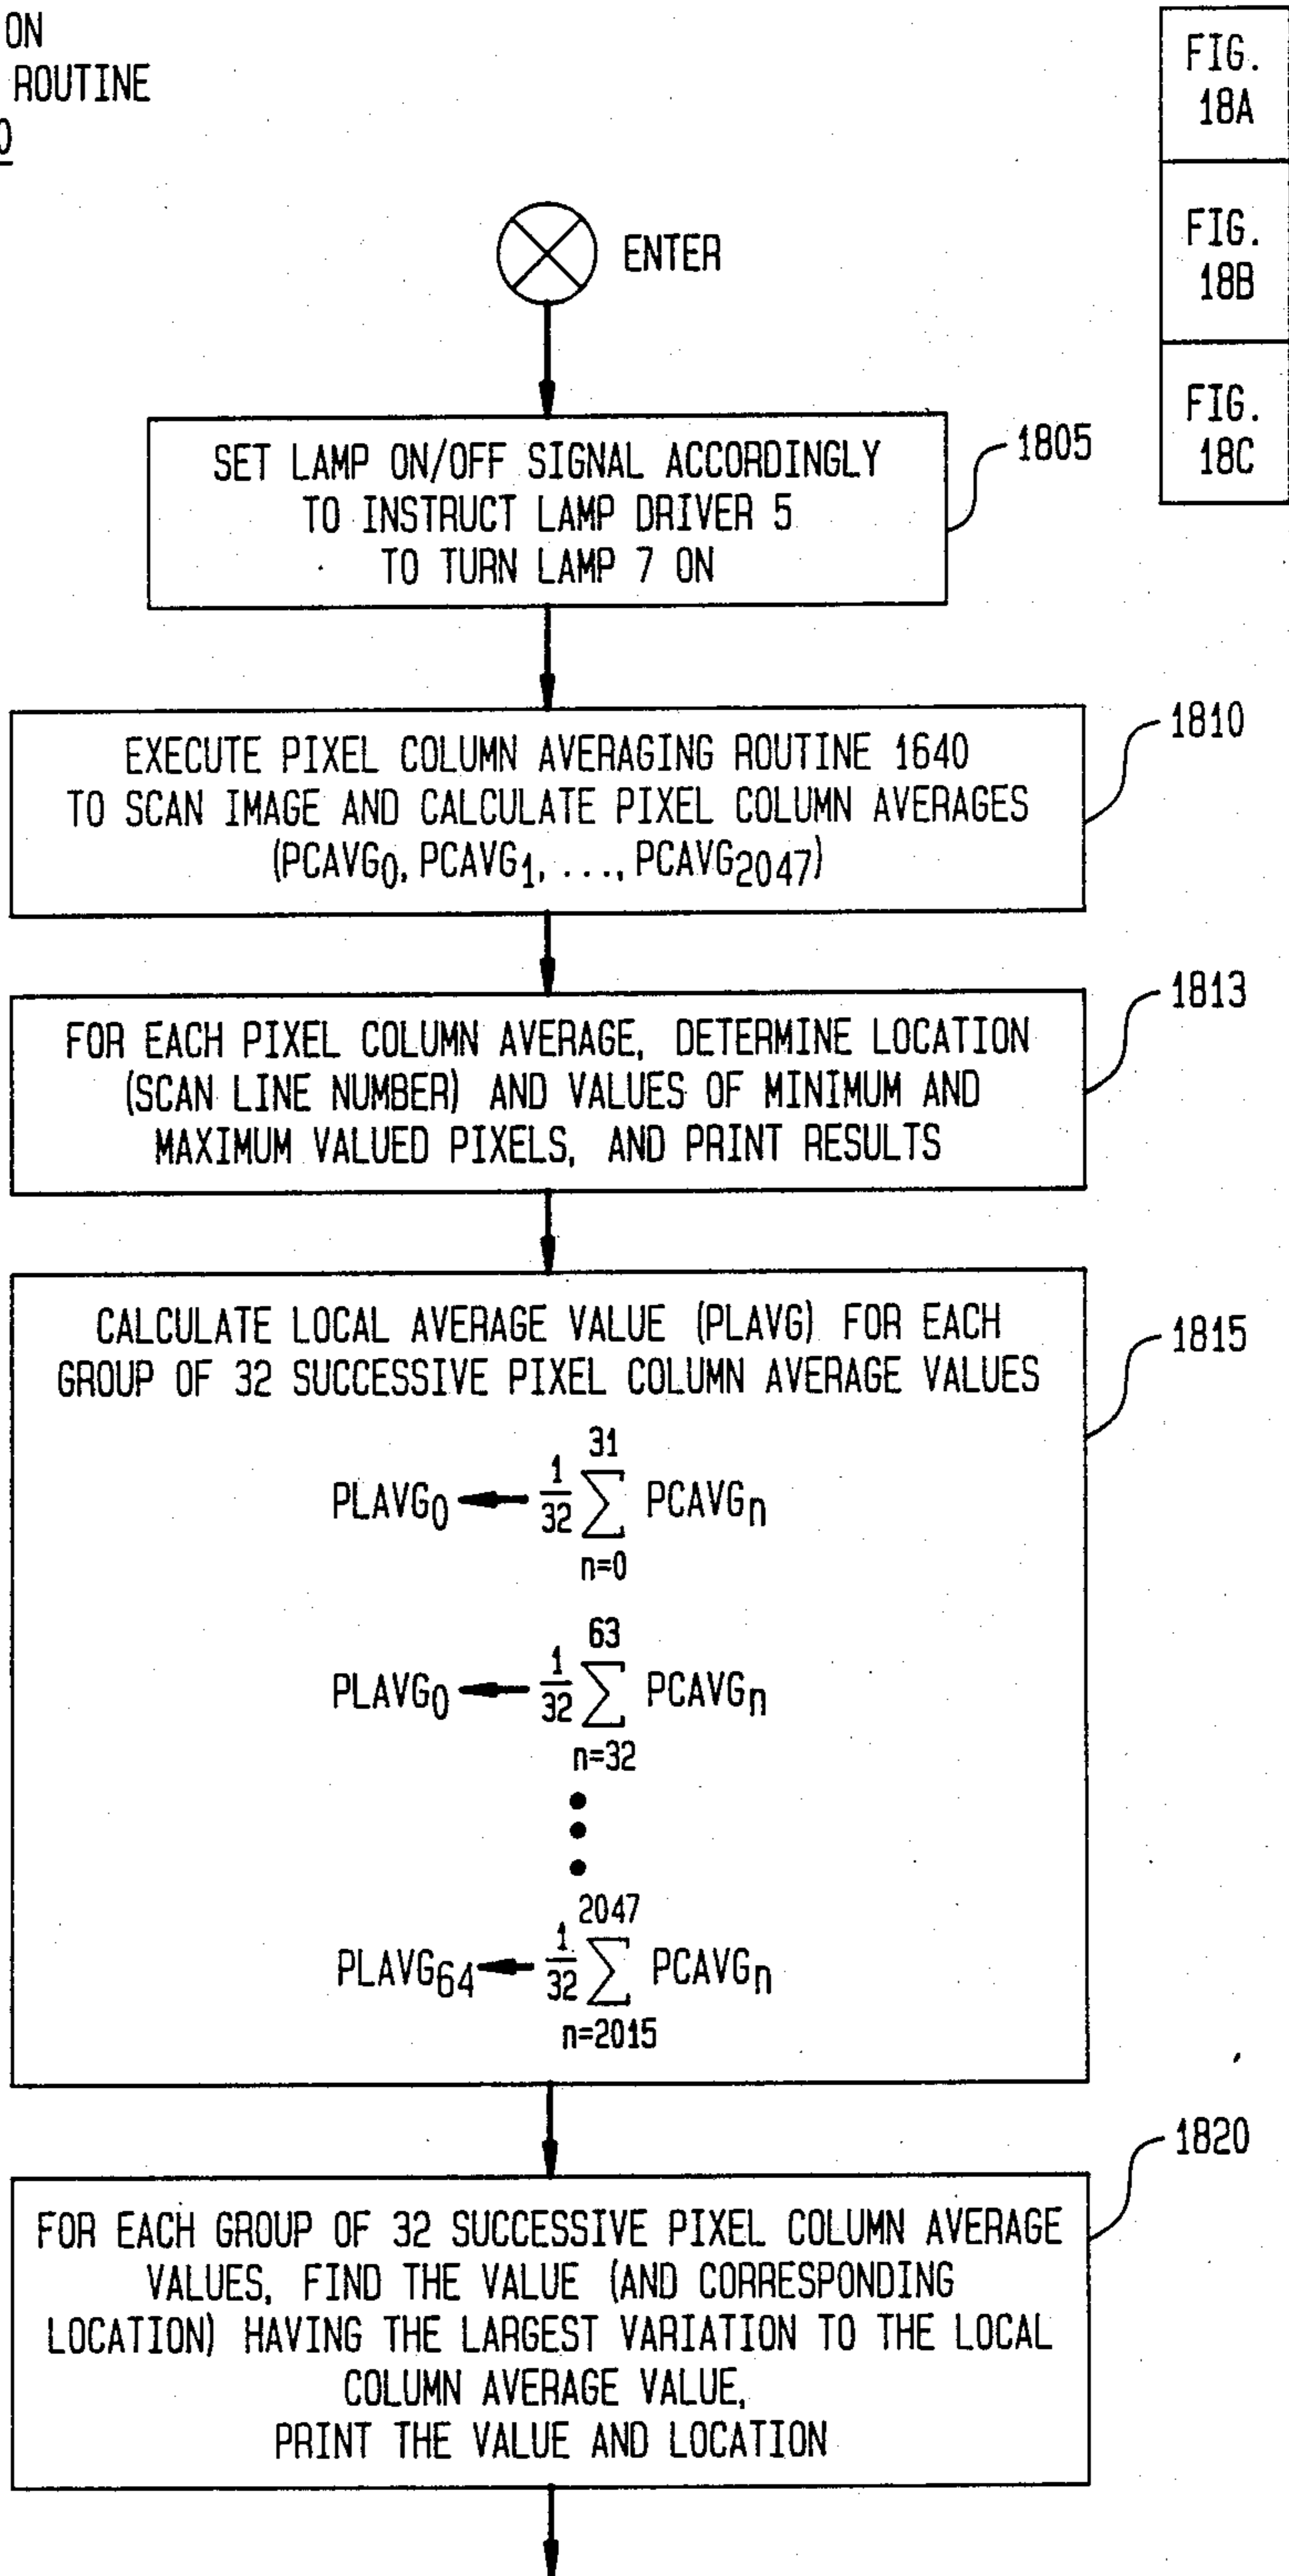 ON
ROUTINE
0
FIG.
18A
FIG.
18B
FIG.
18C
ENTER
SET LAMP ON/OFF SIGNAL ACCORDINGLY
TO INSTRUCT LAMP DRIVER 5
TO TURN LAMP 7 ON
1805
EXECUTE PIXEL COLUMN AVERAGING ROUTINE 1640
TO SCAN IMAGE AND CALCULATE PIXEL COLUMN AVERAGES
(PCAVG₀, PCAVG₁, ..., PCAVG₂₀₄₇)
1810
FOR EACH PIXEL COLUMN AVERAGE, DETERMINE LOCATION
(SCAN LINE NUMBER) AND VALUES OF MINIMUM AND
MAXIMUM VALUED PIXELS, AND PRINT RESULTS
1813
CALCULATE LOCAL AVERAGE VALUE (PLAVG) FOR EACH
GROUP OF 32 SUCCESSIVE PIXEL COLUMN AVERAGE VALUES
1815
31
PLAVG₀ ← 1/32 ∑ PCAVGₙ
n=0
63
PLAVG₀ ← 1/32 ∑ PCAVGₙ
n=32
2047
PLAVG₆₄ ← 1/32 ∑ PCAVGₙ
n=2015
1820
FOR EACH GROUP OF 32 SUCCESSIVE PIXEL COLUMN AVERAGE
VALUES, FIND THE VALUE (AND CORRESPONDING
LOCATION) HAVING THE LARGEST VARIATION TO THE LOCAL
COLUMN AVERAGE VALUE,
PRINT THE VALUE AND LOCATION